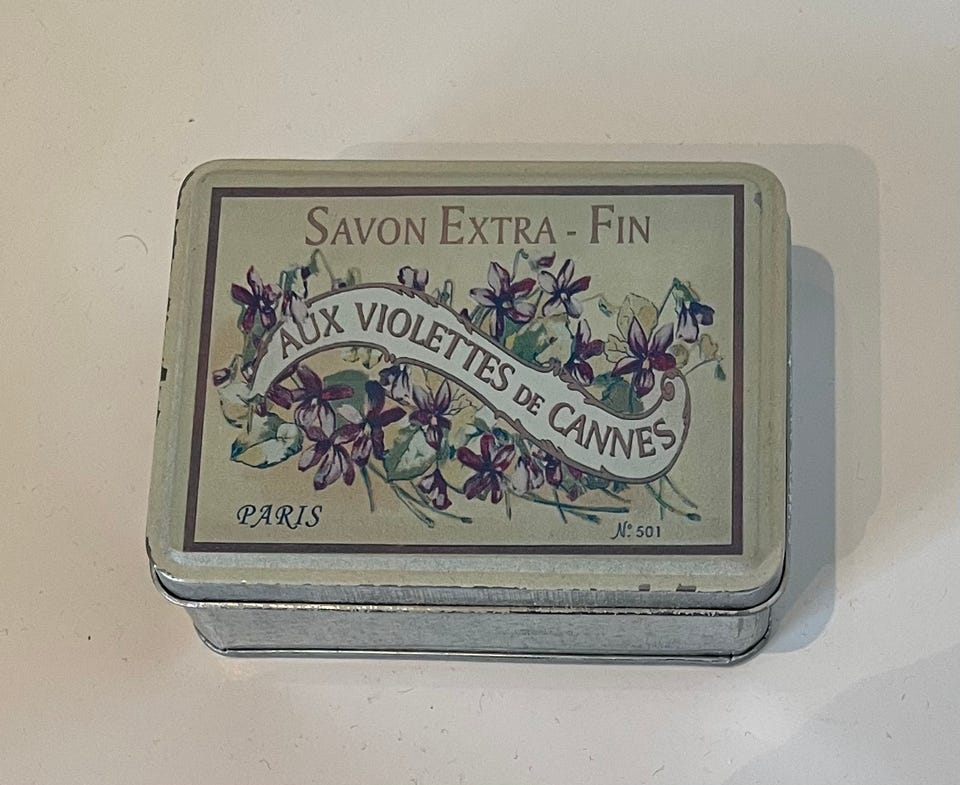 SAVON EXTRA - FIN
AUX VIOLETTES DE CANNES
PARIS
N° 501